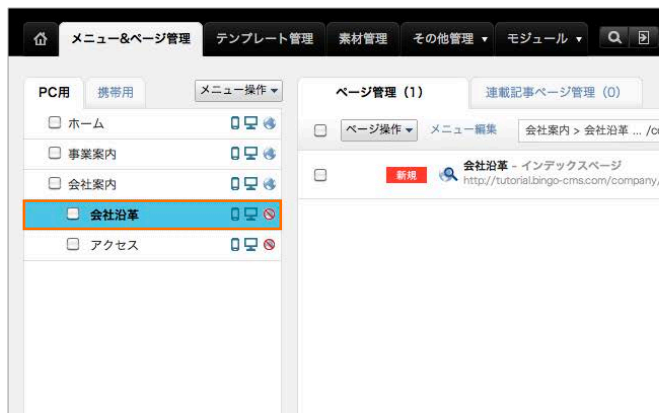 メニュー&ページ管理 テンプレート管理 素材管理 その他管理 ▼ モジュール ▼
PC用 携帯用 メニュー操作 ▼
ホーム
事業案内
会社案内
会社沿革
アクセス
ページ管理 (1) 連載記事ページ管理 (0)
ページ操作 ▼ メニュー編集 会社案内 > 会社沿革 ... /co
新規 会社沿革 - インデックスページ
http://tutorial.bingo-cms.com/company/